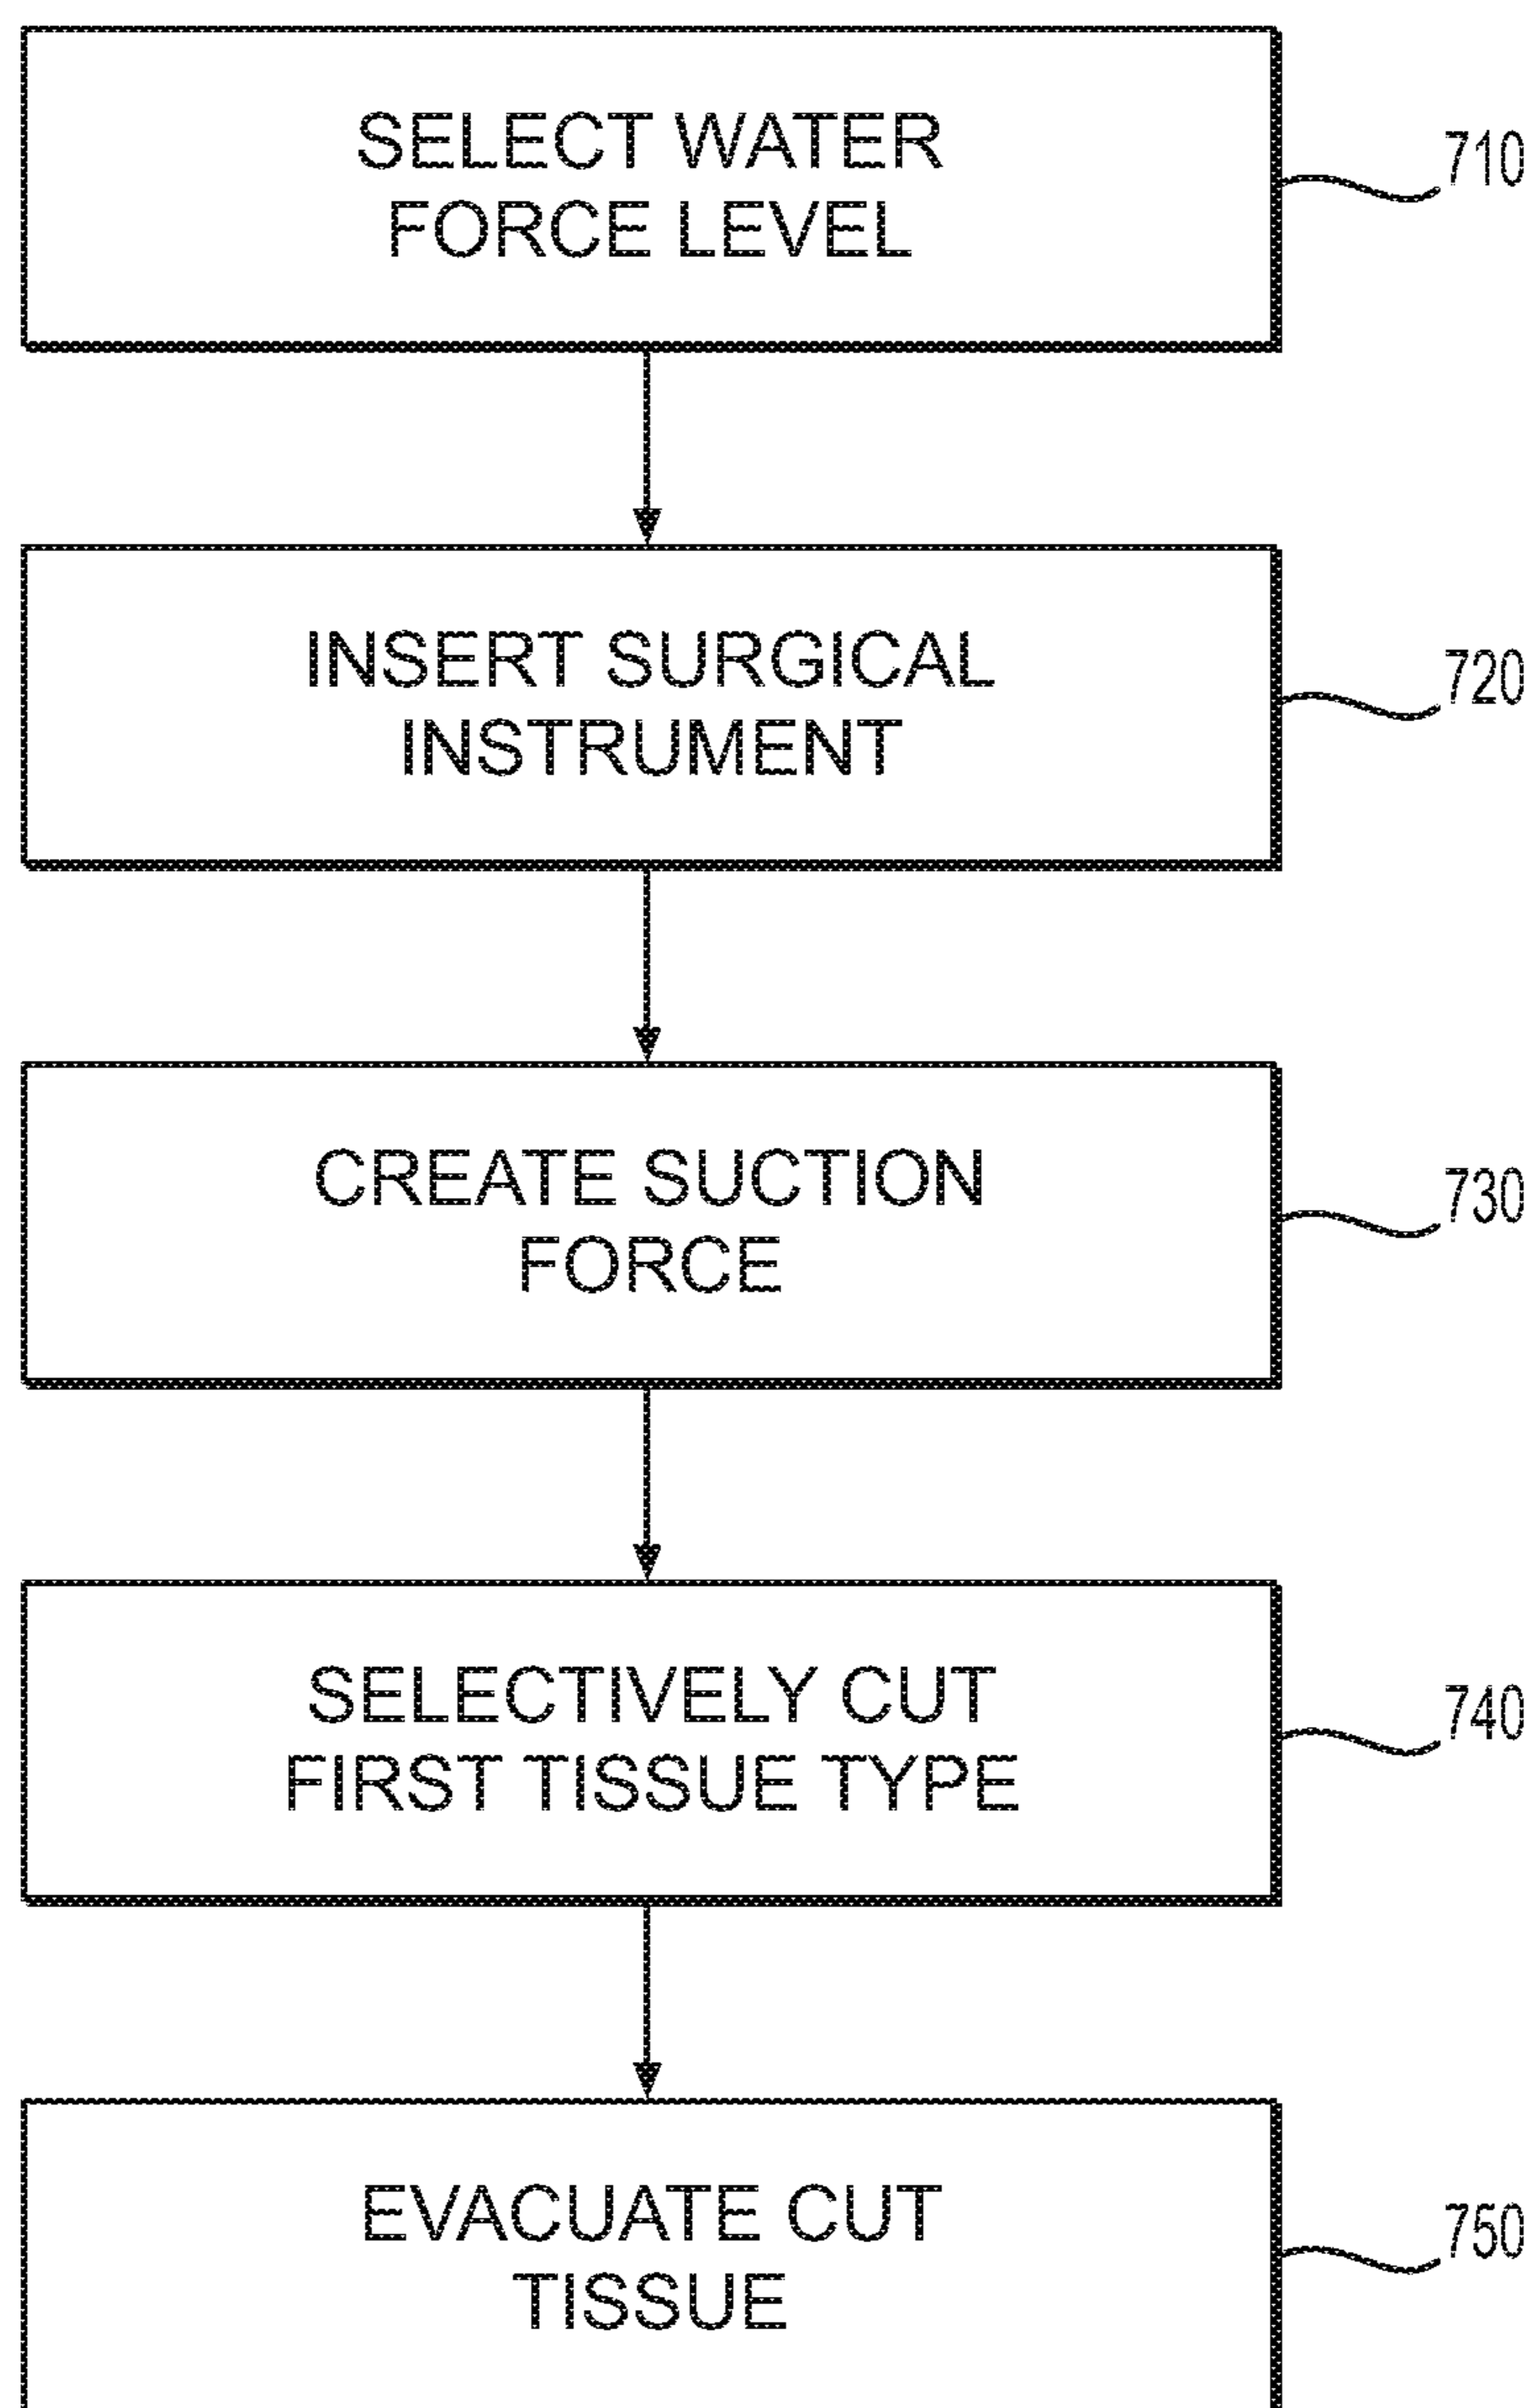 SELECT WATER
FORCE LEVEL
710
INSERT SURGICAL
INSTRUMENT
720
CREATE SUCTION
FORCE
730
SELECTIVELY CUT
FIRST TISSUE TYPE
740
EVACUATE CUT
TISSUE
750